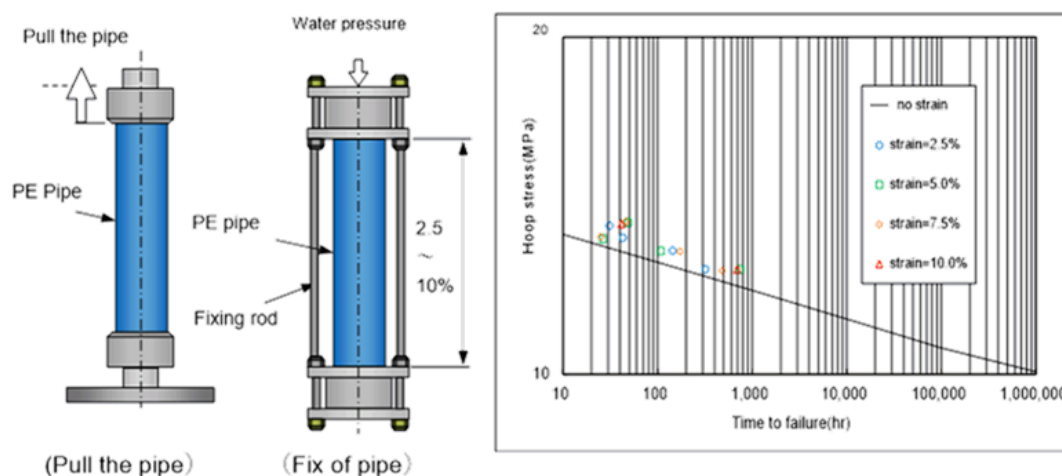 Pull the pipe
PE Pipe
(Pull the pipe)
Water pressure
PE pipe
Fixing rod
2.5
~
10%
(Fix of pipe)
Hoop stress(MPa)
20
10
10 100 1,000 10,000 100,000 1,000,000
Time to failure(hr)
no strain
strain=2.5%
strain=5.0%
strain=7.5%
strain=10.0%